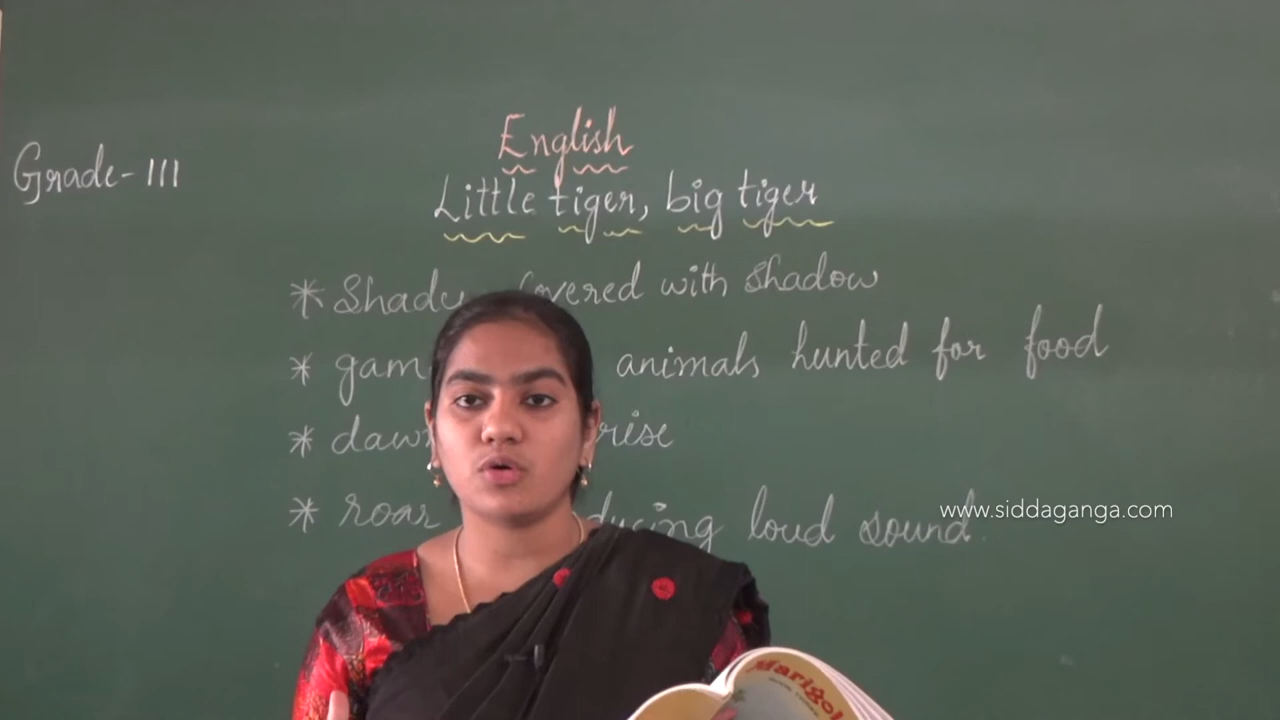 English
Grade-III
Little tiger, big tiger
* Shade covered with shadow
* gam animals hunted for food
* dawn rise
* roar ducing loud sound.
www.siddaganga.com
Marigol